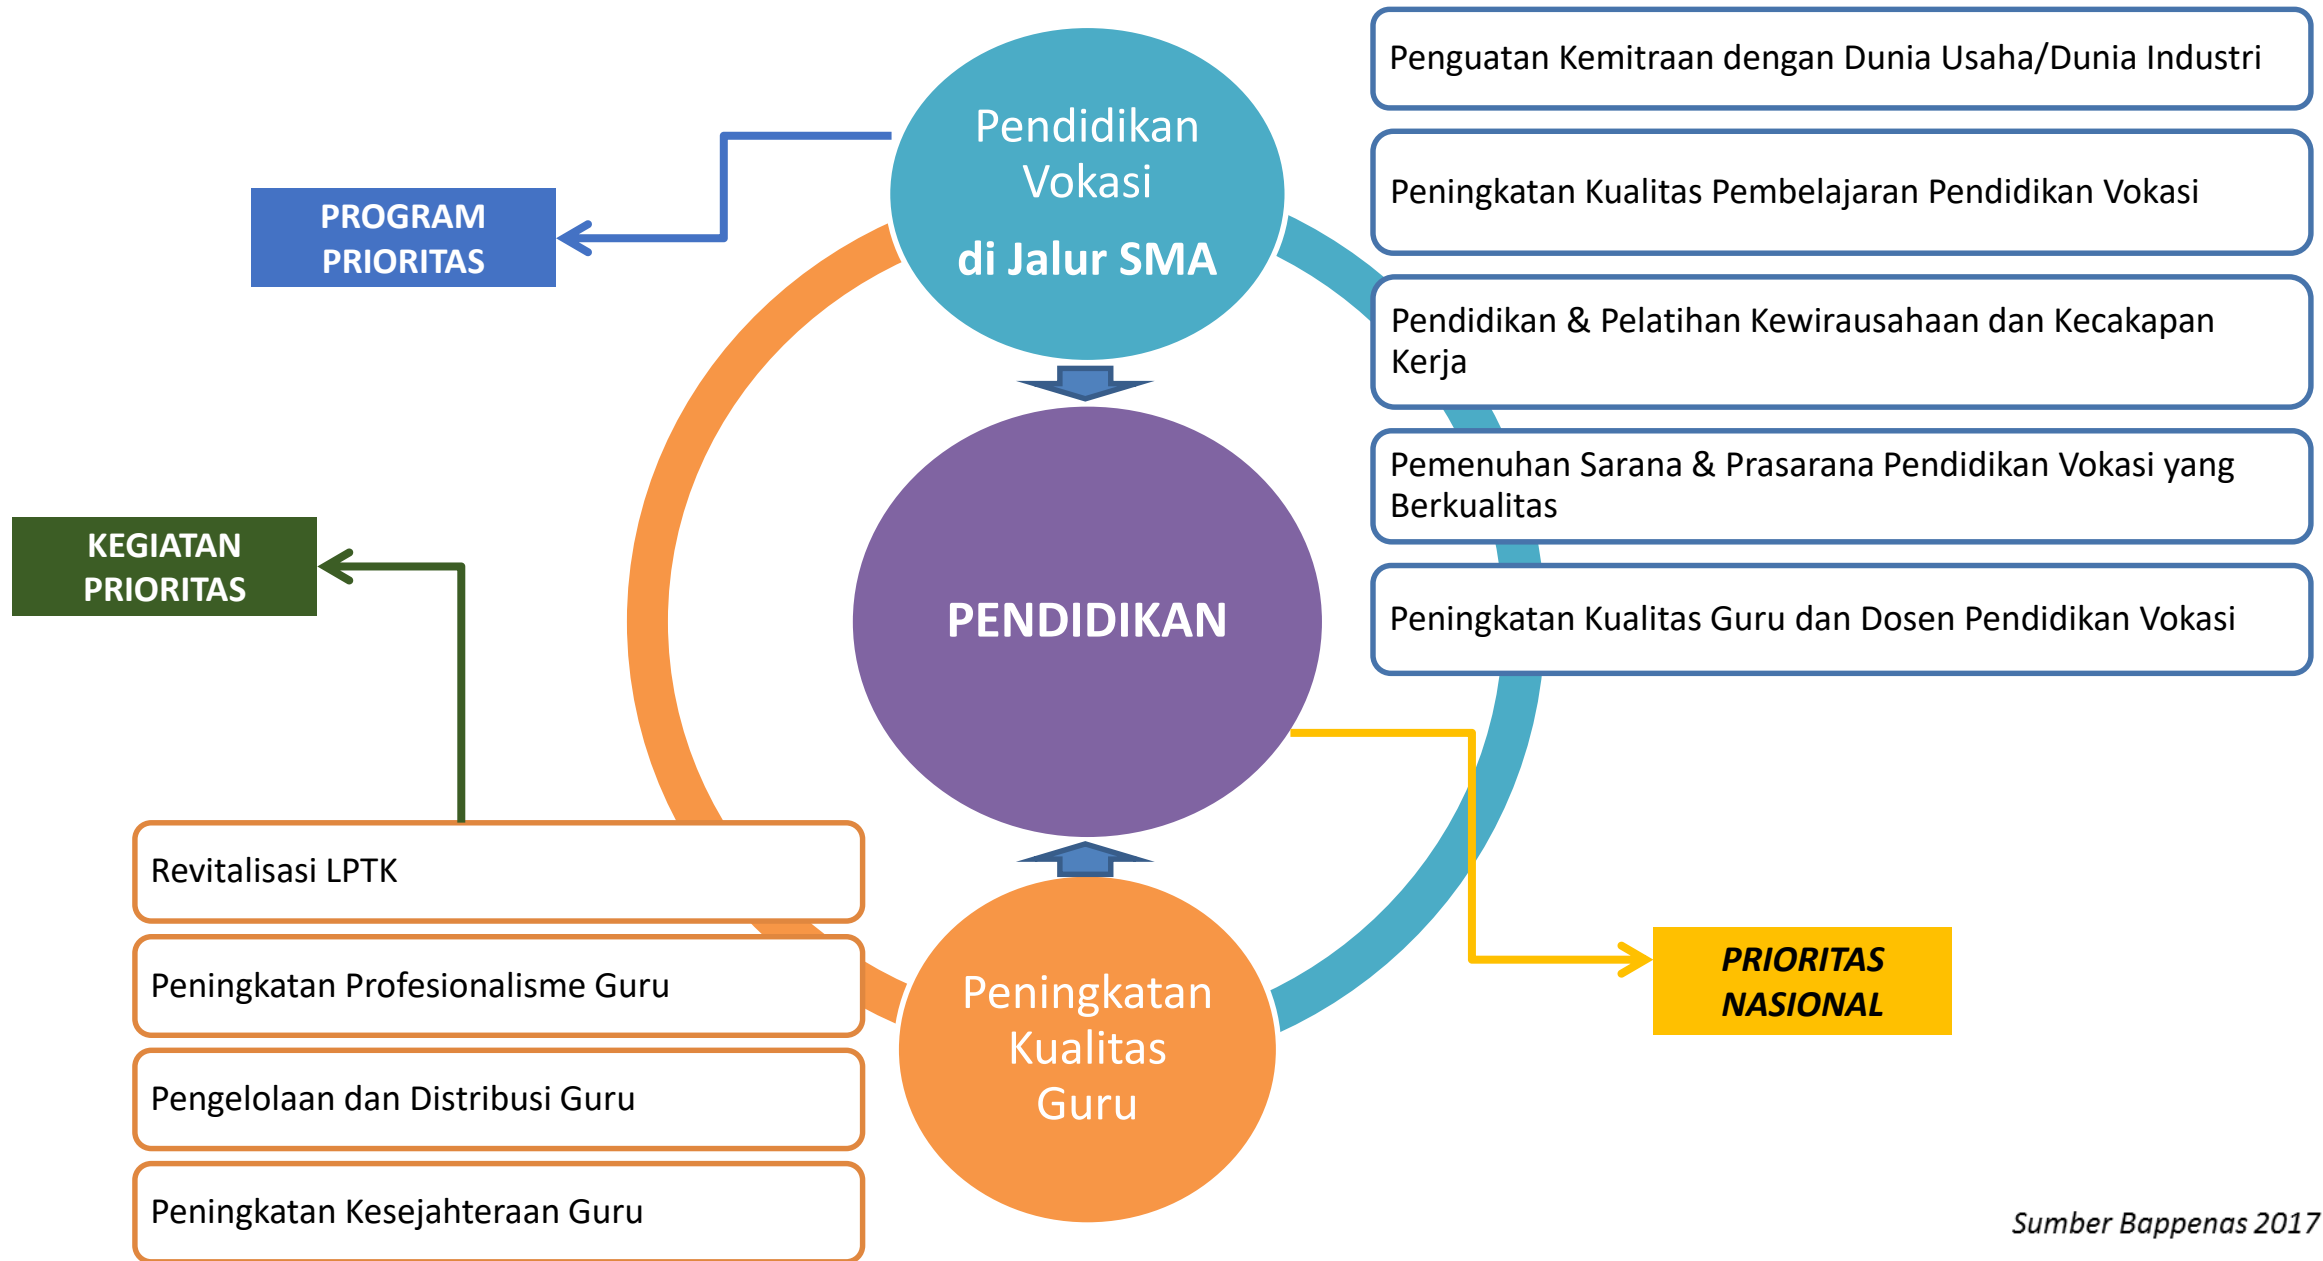 Pendidikan
Vokasi
di Jalur SMA
PROGRAM
PRIORITAS
Penguatan Kemitraan dengan Dunia Usaha/Dunia Industri
Peningkatan Kualitas Pembelajaran Pendidikan Vokasi
Pendidikan & Pelatihan Kewirausahaan dan Kecakapan
Kerja
Pemenuhan Sarana & Prasarana Pendidikan Vokasi yang
Berkualitas
Peningkatan Kualitas Guru dan Dosen Pendidikan Vokasi
KEGIATAN
PRIORITAS
PENDIDIKAN
Revitalisasi LPTK
Peningkatan Profesionalisme Guru
Pengelolaan dan Distribusi Guru
Peningkatan Kesejahteraan Guru
Peningkatan
Kualitas
Guru
PRIORITAS
NASIONAL
Sumber Bappenas 2017